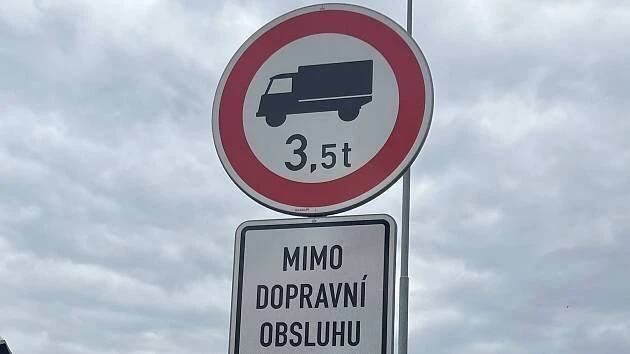 3,5t
MIMO
DOPRAVNÍ
OBSLUHU